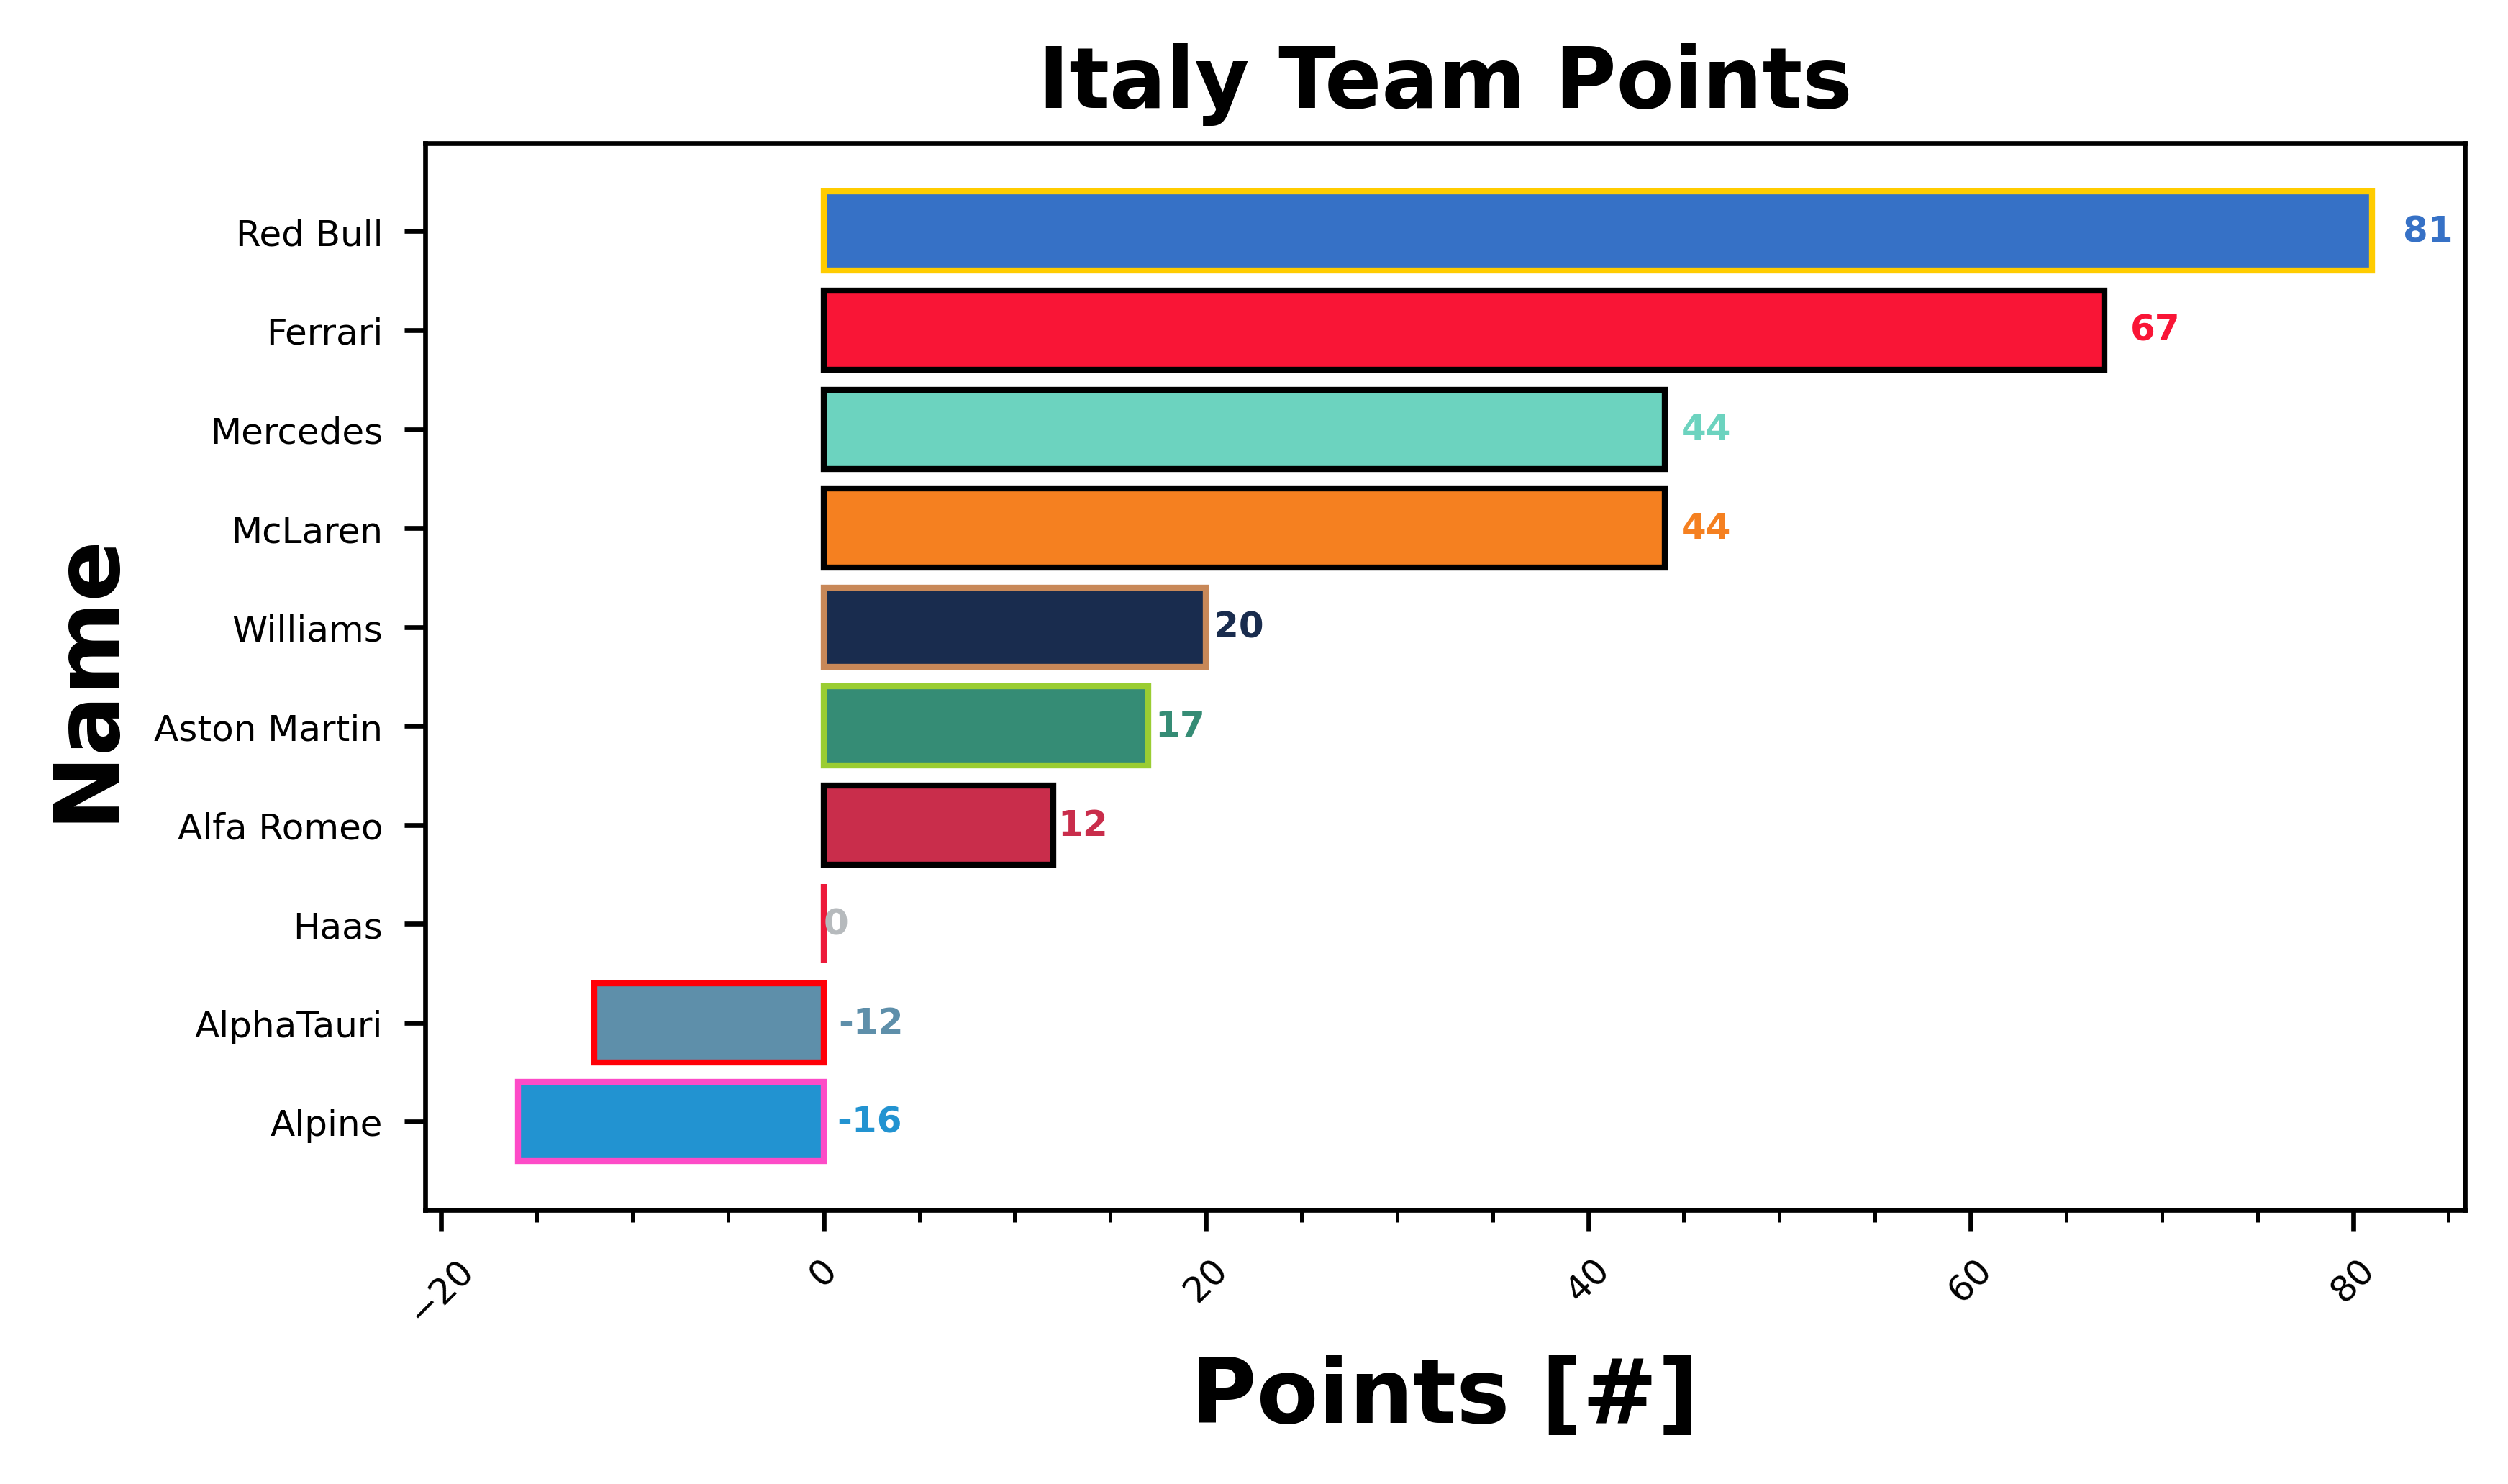 Italy Team Points
Name
Red Bull 81
Ferrari 67
Mercedes 44
McLaren 44
Williams 20
Aston Martin 17
Alfa Romeo 12
Haas 0
AlphaTauri -12
Alpine -16
−20 0 20 40 60 80
Points [#]